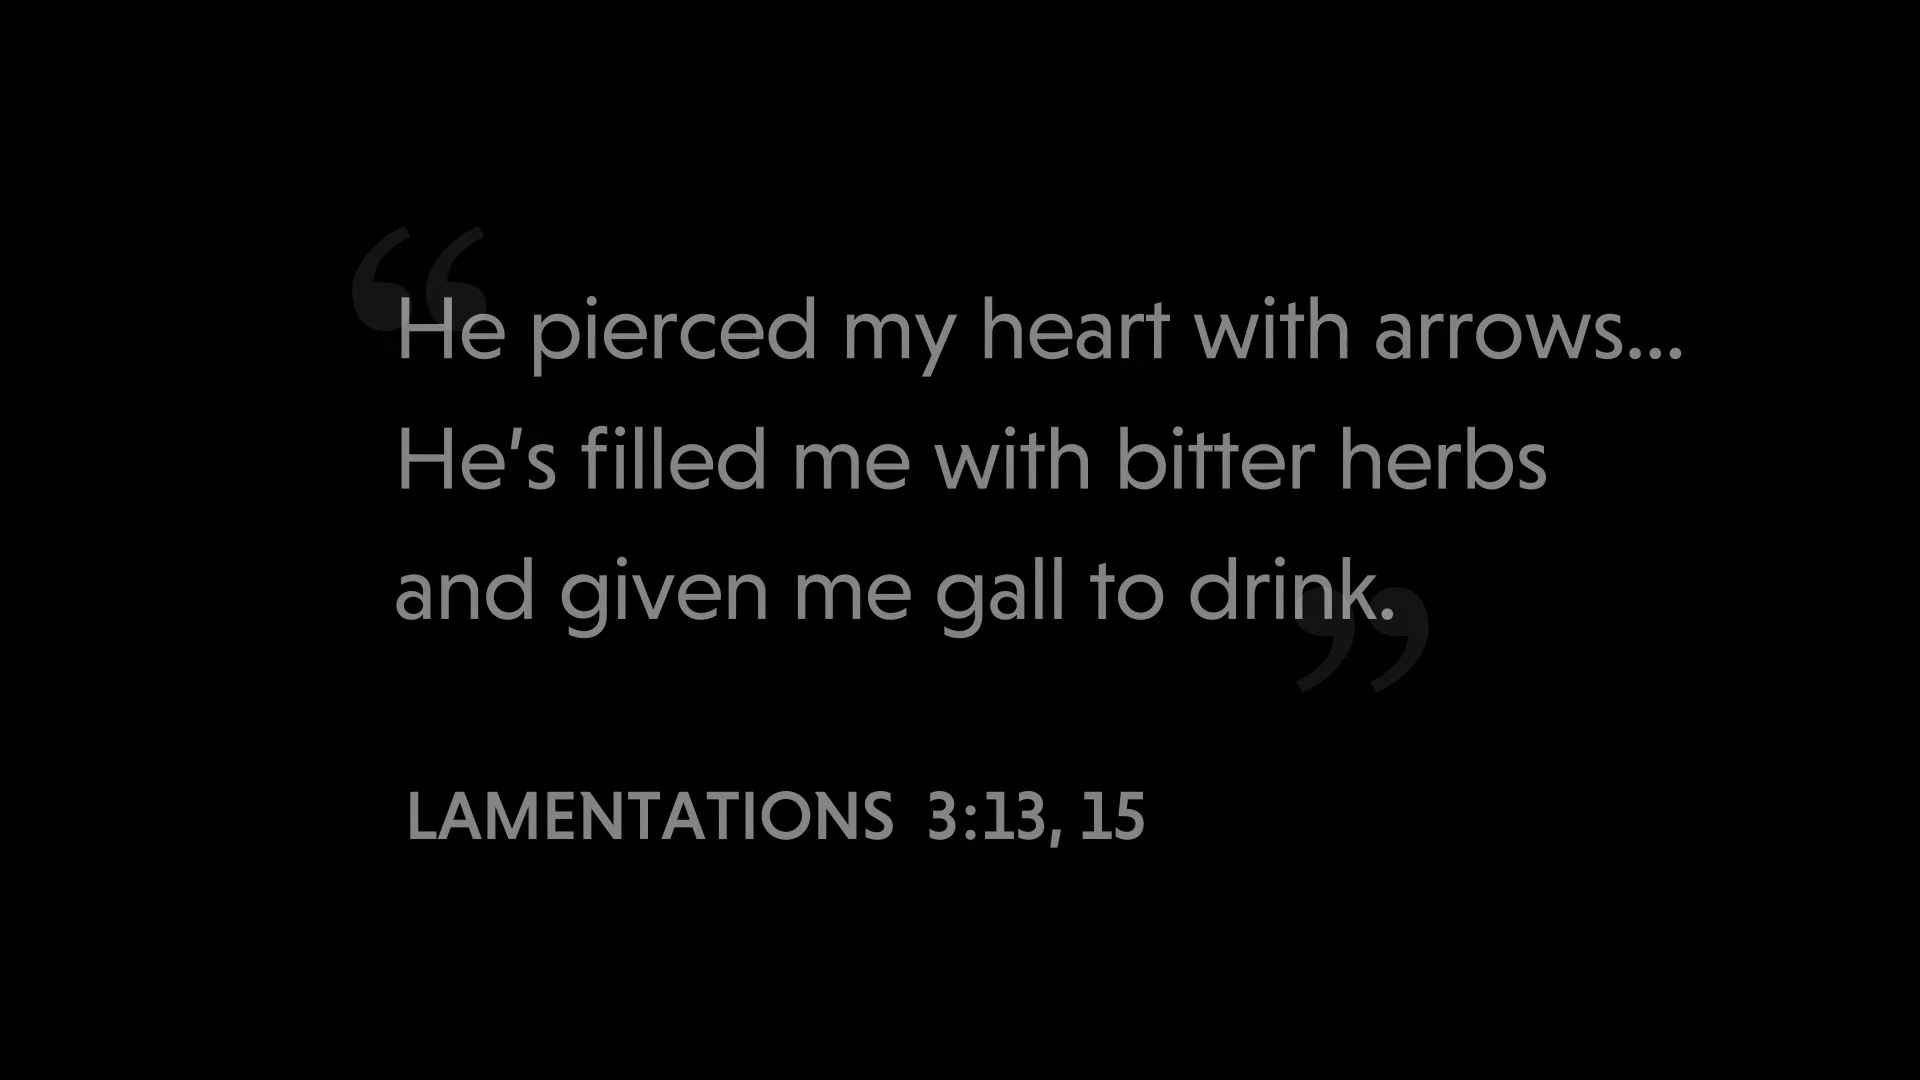 “He pierced my heart with arrows...
He’s filled me with bitter herbs
and given me gall to drink.”
LAMENTATIONS 3:13, 15